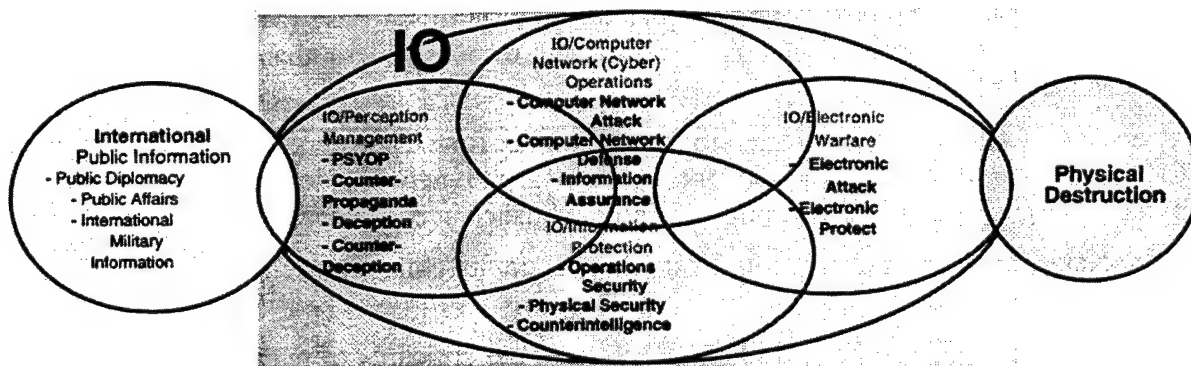 IO
International
Public Information
- Public Diplomacy
- Public Affairs
- International
Military
Information
IO/Perception
Management
- PSYOP
- Counter-
Propaganda
- Deception
- Counter-
Deception
IO/Computer
Network (Cyber)
Operations
- Computer Network
Attack
- Computer Network
Defense
- Information
Assurance
IO/Information
Protection
- Operations
Security
- Physical Security
- Counterintelligence
IO/Electronic
Warfare
- Electronic
Attack
- Electronic
Protect
Physical
Destruction